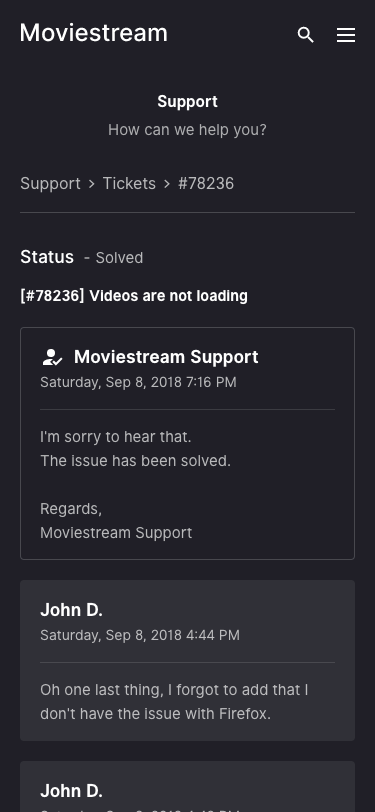 Moviestream
Support
How can we help you?
Support > Tickets > #78236
Status - Solved
[#78236] Videos are not loading
Moviestream Support
Saturday, Sep 8, 2018 7:16 PM
I'm sorry to hear that.
The issue has been solved.
Regards,
Moviestream Support
John D.
Saturday, Sep 8, 2018 4:44 PM
Oh one last thing, I forgot to add that I
don't have the issue with Firefox.
John D.